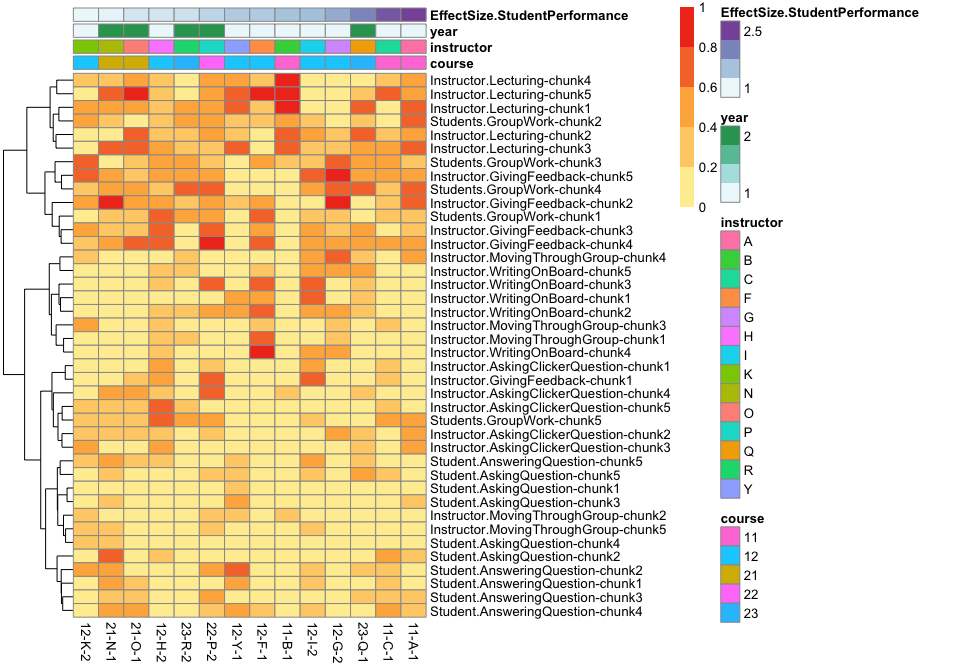 EffectSize.StudentPerformance
year
instructor
course
Instructor.Lecturing-chunk4
Instructor.Lecturing-chunk5
Instructor.Lecturing-chunk1
Students.GroupWork-chunk2
Instructor.Lecturing-chunk2
Instructor.Lecturing-chunk3
Students.GroupWork-chunk3
Instructor.GivingFeedback-chunk5
Students.GroupWork-chunk4
Instructor.GivingFeedback-chunk2
Students.GroupWork-chunk1
Instructor.GivingFeedback-chunk3
Instructor.GivingFeedback-chunk4
Instructor.MovingThroughGroup-chunk4
Instructor.WritingOnBoard-chunk5
Instructor.WritingOnBoard-chunk3
Instructor.WritingOnBoard-chunk1
Instructor.WritingOnBoard-chunk2
Instructor.MovingThroughGroup-chunk3
Instructor.MovingThroughGroup-chunk1
Instructor.WritingOnBoard-chunk4
Instructor.AskingClickerQuestion-chunk1
Instructor.GivingFeedback-chunk1
Instructor.AskingClickerQuestion-chunk4
Instructor.AskingClickerQuestion-chunk5
Students.GroupWork-chunk5
Instructor.AskingClickerQuestion-chunk2
Instructor.AskingClickerQuestion-chunk3
Student.AnsweringQuestion-chunk5
Student.AskingQuestion-chunk5
Student.AskingQuestion-chunk1
Student.AskingQuestion-chunk3
Instructor.MovingThroughGroup-chunk2
Instructor.MovingThroughGroup-chunk5
Student.AskingQuestion-chunk4
Student.AskingQuestion-chunk2
Student.AnsweringQuestion-chunk2
Student.AnsweringQuestion-chunk1
Student.AnsweringQuestion-chunk3
Student.AnsweringQuestion-chunk4
12-K-2
21-N-1
21-O-1
12-H-2
23-R-2
22-P-2
12-Y-1
12-F-1
11-B-1
12-I-2
12-G-2
23-Q-1
11-C-1
11-A-1
1
0.8
0.6
0.4
0.2
0
EffectSize.StudentPerformance
2.5
1
year
2
1
instructor
A
B
C
F
G
H
I
K
N
O
P
Q
R
Y
course
11
12
21
22
23